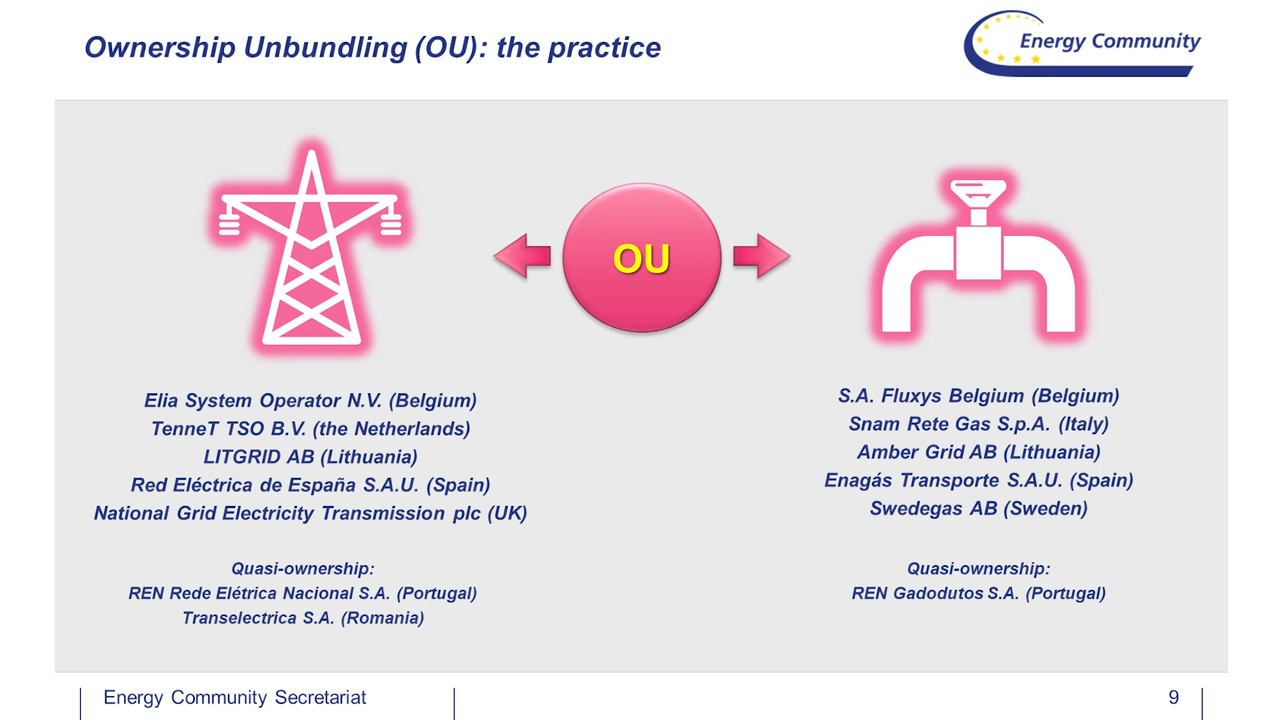 Ownership Unbundling (OU): the practice
Energy Community
OU
Elia System Operator N.V. (Belgium)
TenneT TSO B.V. (the Netherlands)
LITGRID AB (Lithuania)
Red Eléctrica de España S.A.U. (Spain)
National Grid Electricity Transmission plc (UK)
Quasi-ownership:
REN Rede Elétrica Nacional S.A. (Portugal)
Transelectrica S.A. (Romania)
S.A. Fluxys Belgium (Belgium)
Snam Rete Gas S.p.A. (Italy)
Amber Grid AB (Lithuania)
Enagás Transporte S.A.U. (Spain)
Swedegas AB (Sweden)
Quasi-ownership:
REN Gadodutos S.A. (Portugal)
Energy Community Secretariat
9